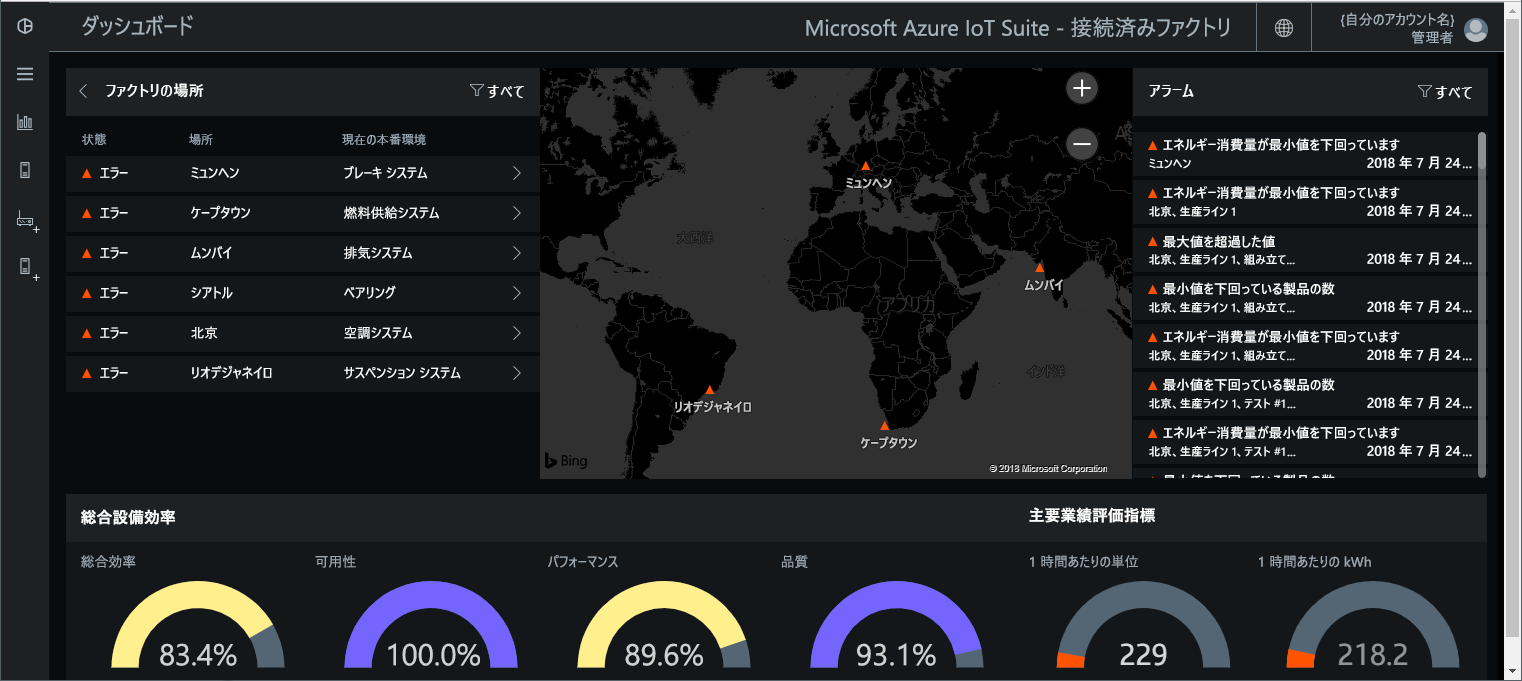 ダッシュボード
Microsoft Azure IoT Suite - 接続済みファクトリ
{自分のアカウント名}
管理者
ファクトリの場所
すべて
状態 場所 現在の本番環境
エラー ミュンヘン ブレーキ システム
エラー ケープタウン 燃料供給システム
エラー ムンバイ 排気システム
エラー シアトル ベアリング
エラー 北京 空調システム
エラー リオデジャネイロ サスペンション システム
ミュンヘン
大西洋
ムンバイ
アフリカ
インド洋
リオデジャネイロ
ケープタウン
Bing
© 2018 Microsoft Corporation
アラーム
すべて
エネルギー消費量が最小値を下回っています
ミュンヘン 2018 年 7 月 24...
エネルギー消費量が最小値を下回っています
北京、生産ライン 1 2018 年 7 月 24...
最大値を超過した値
北京、生産ライン 1、組み立て... 2018 年 7 月 24...
最小値を下回っている製品の数
北京、生産ライン 1、組み立て... 2018 年 7 月 24...
エネルギー消費量が最小値を下回っています
北京、生産ライン 1、組み立て... 2018 年 7 月 24...
最小値を下回っている製品の数
北京、生産ライン 1、テスト #1... 2018 年 7 月 24...
エネルギー消費量が最小値を下回っています
北京、生産ライン 1、テスト #1... 2018 年 7 月 24...
総合設備効率
主要業績評価指標
総合効率 可用性 パフォーマンス 品質 1 時間あたりの単位 1 時間あたりの kWh
83.4% 100.0% 89.6% 93.1% 229 218.2